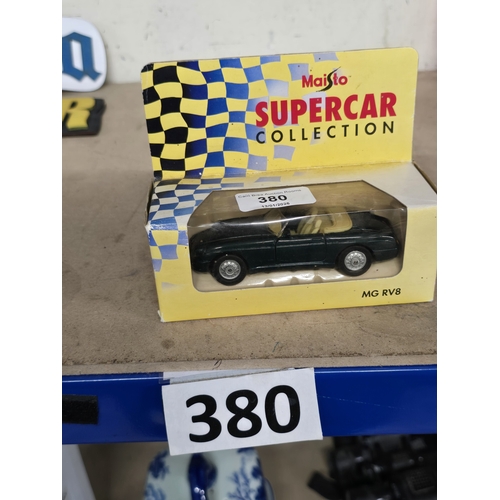 a
R
Maisto
SUPERCAR
COLLECTION
380
MG RV8
380